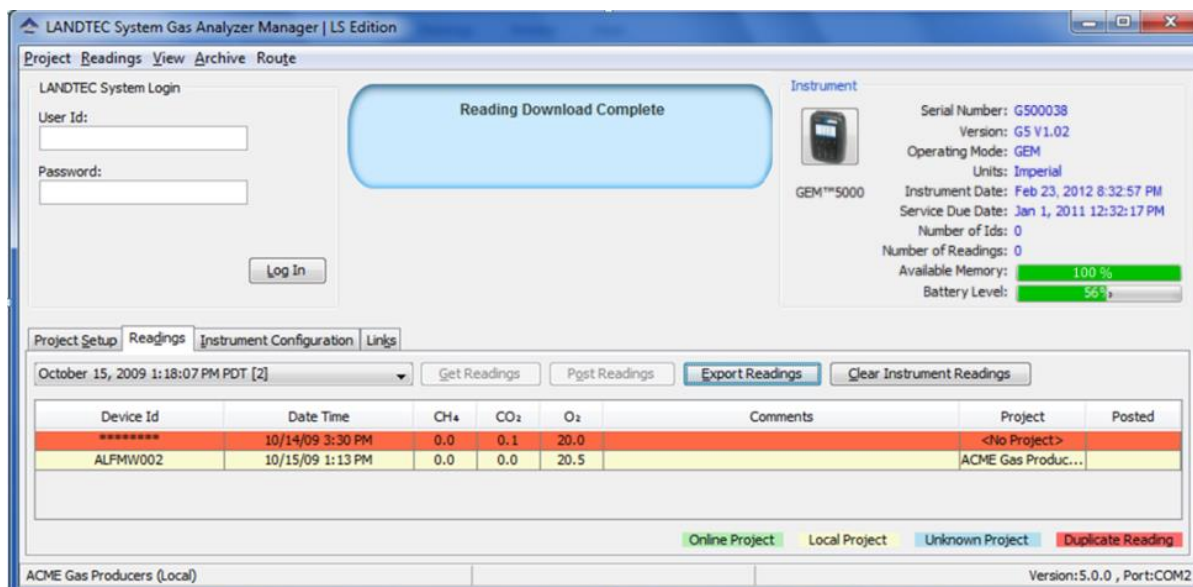 LANDTEC System Gas Analyzer Manager | LS Edition
Project Readings View Archive Route
LANDTEC System Login
User Id:
Password:
Log In
Reading Download Complete
Instrument
GEM™5000
Serial Number: G500038
Version: G5 V1.02
Operating Mode: GEM
Units: Imperial
Instrument Date: Feb 23, 2012 8:32:57 PM
Service Due Date: Jan 1, 2011 12:32:17 PM
Number of Ids: 0
Number of Readings: 0
Available Memory: 100 %
Battery Level: 56%
Project Setup Readings Instrument Configuration Links
October 15, 2009 1:18:07 PM PDT [2] Get Readings Post Readings Export Readings Clear Instrument Readings
Device Id Date Time CH₄ CO₂ O₂ Comments Project Posted
******** 10/14/09 3:30 PM 0.0 0.1 20.0 <No Project>
ALFMW002 10/15/09 1:13 PM 0.0 0.0 20.5 ACME Gas Produc...
Online Project Local Project Unknown Project Duplicate Reading
ACME Gas Producers (Local) Version:5.0.0 , Port:COM2